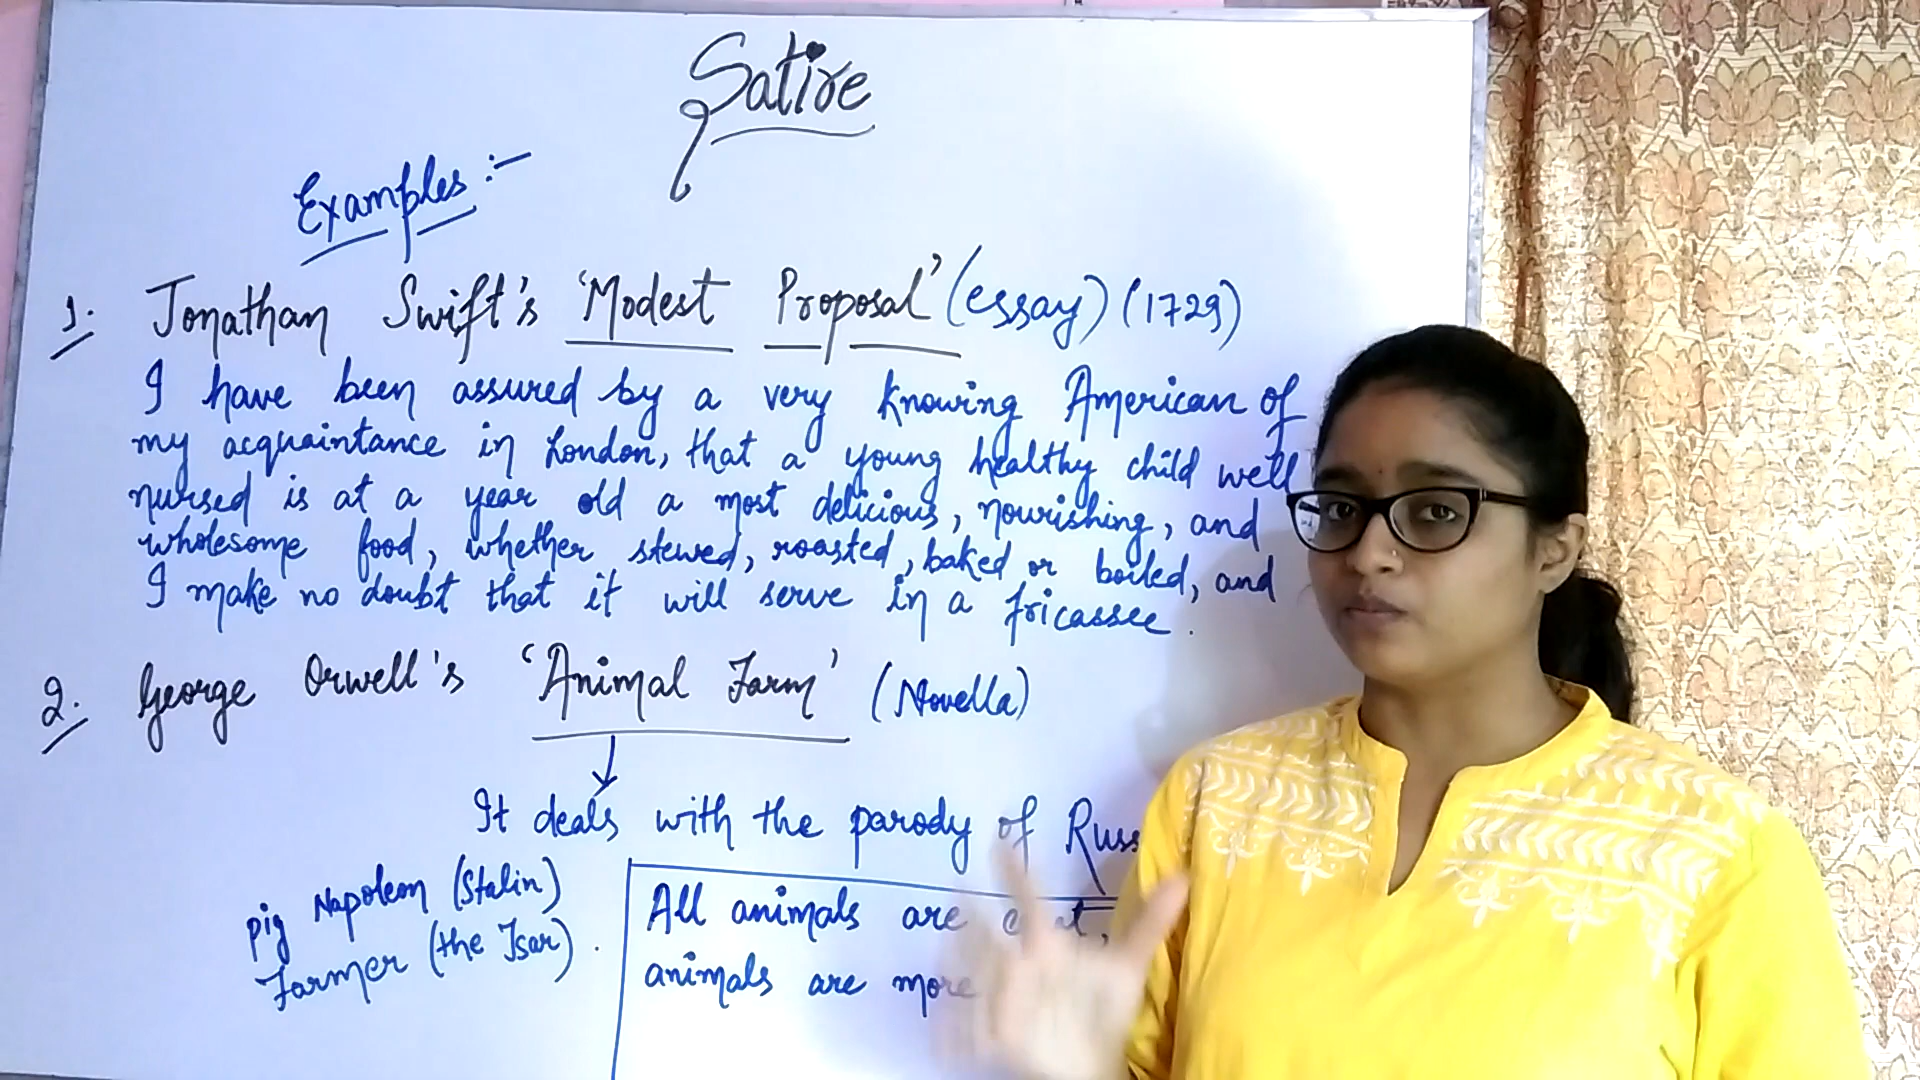 Satire
Examples :-
1. Jonathan Swift's 'Modest Proposal' (essay) (1729)
I have been assured by a very knowing American of
my acquaintance in London, that a young healthy child well
nursed is at a year old a most delicious, nourishing, and
wholesome food, whether stewed, roasted, baked or boiled, and
I make no doubt that it will serve in a fricassee.
2. George Orwell's 'Animal Farm' (Novella)
It deals with the parody of Russ
pig Napoleon (Stalin)
Farmer (the Tsar).
All animals are
animals are more